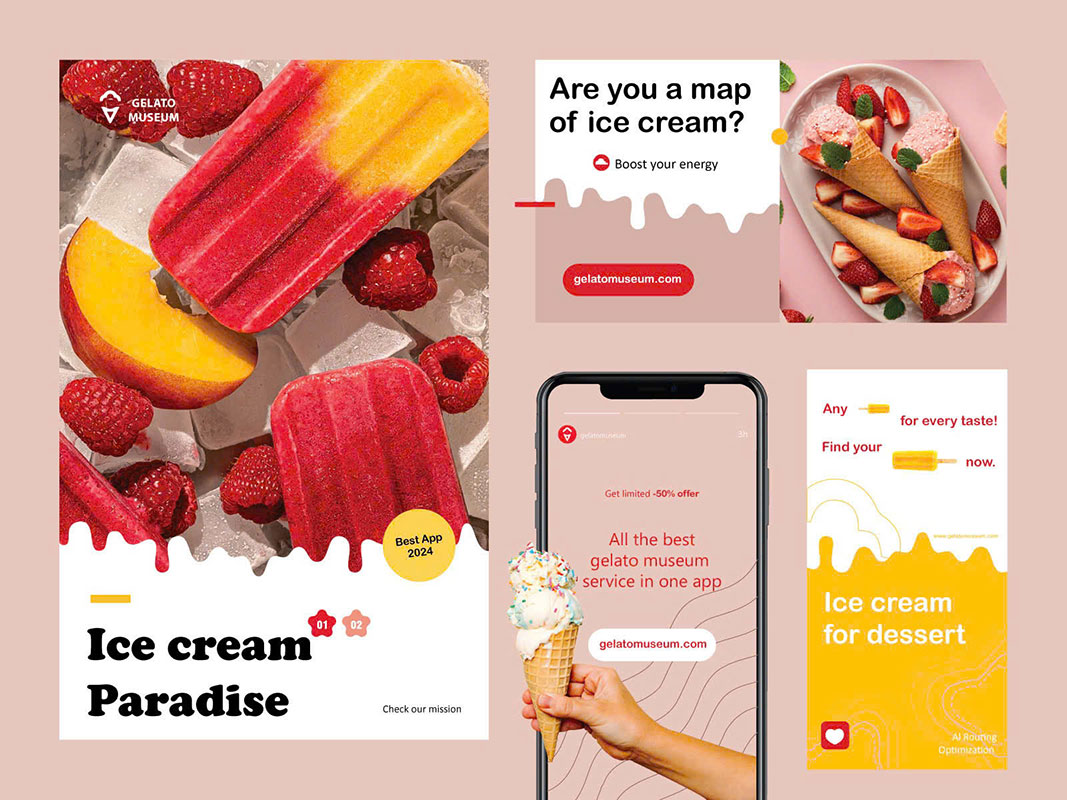 GELATO
MUSEUM
Best App
2024
01 02
Ice cream
Paradise
Check our mission
Are you a map
of ice cream?
Boost your energy
gelatomuseum.com
gelatomuseum
Get limited -50% offer
All the best
gelato museum
service in one app
gelatomuseum.com
Any
for every taste!
Find your
now.
www.gelatomuseum.com
Ice cream
for dessert
AI Routing
Optimization